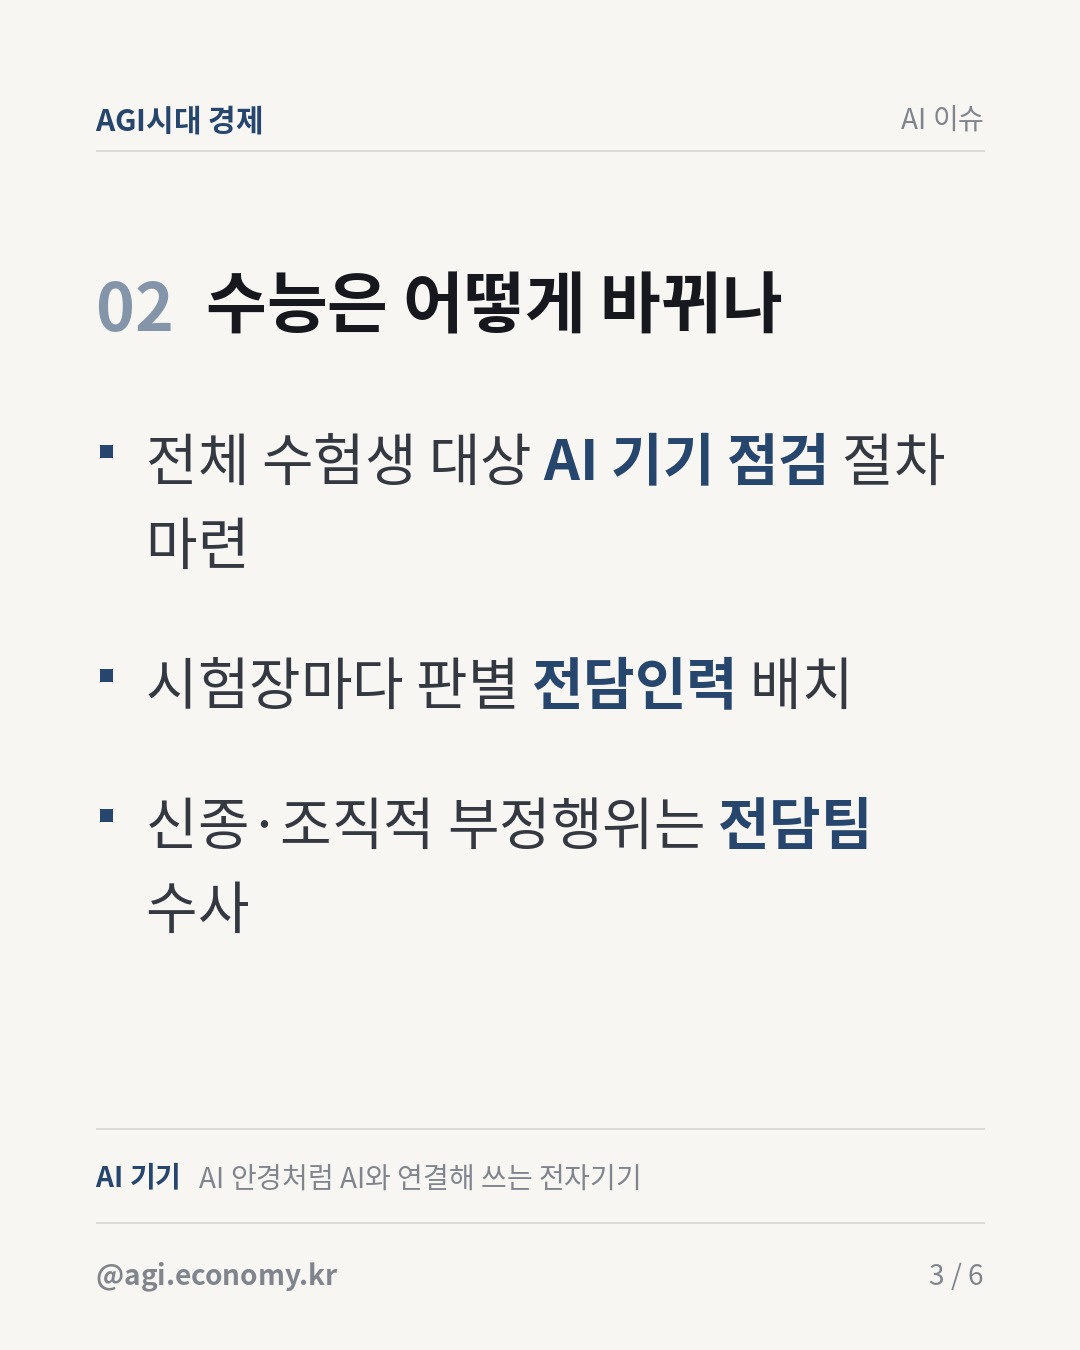 AGI시대 경제
AI 이슈
02 수능은 어떻게 바뀌나
▪ 전체 수험생 대상 AI 기기 점검 절차
마련
▪ 시험장마다 판별 전담인력 배치
▪ 신종·조직적 부정행위는 전담팀
수사
AI 기기 AI 안경처럼 AI와 연결해 쓰는 전자기기
@agi.economy.kr
3 / 6